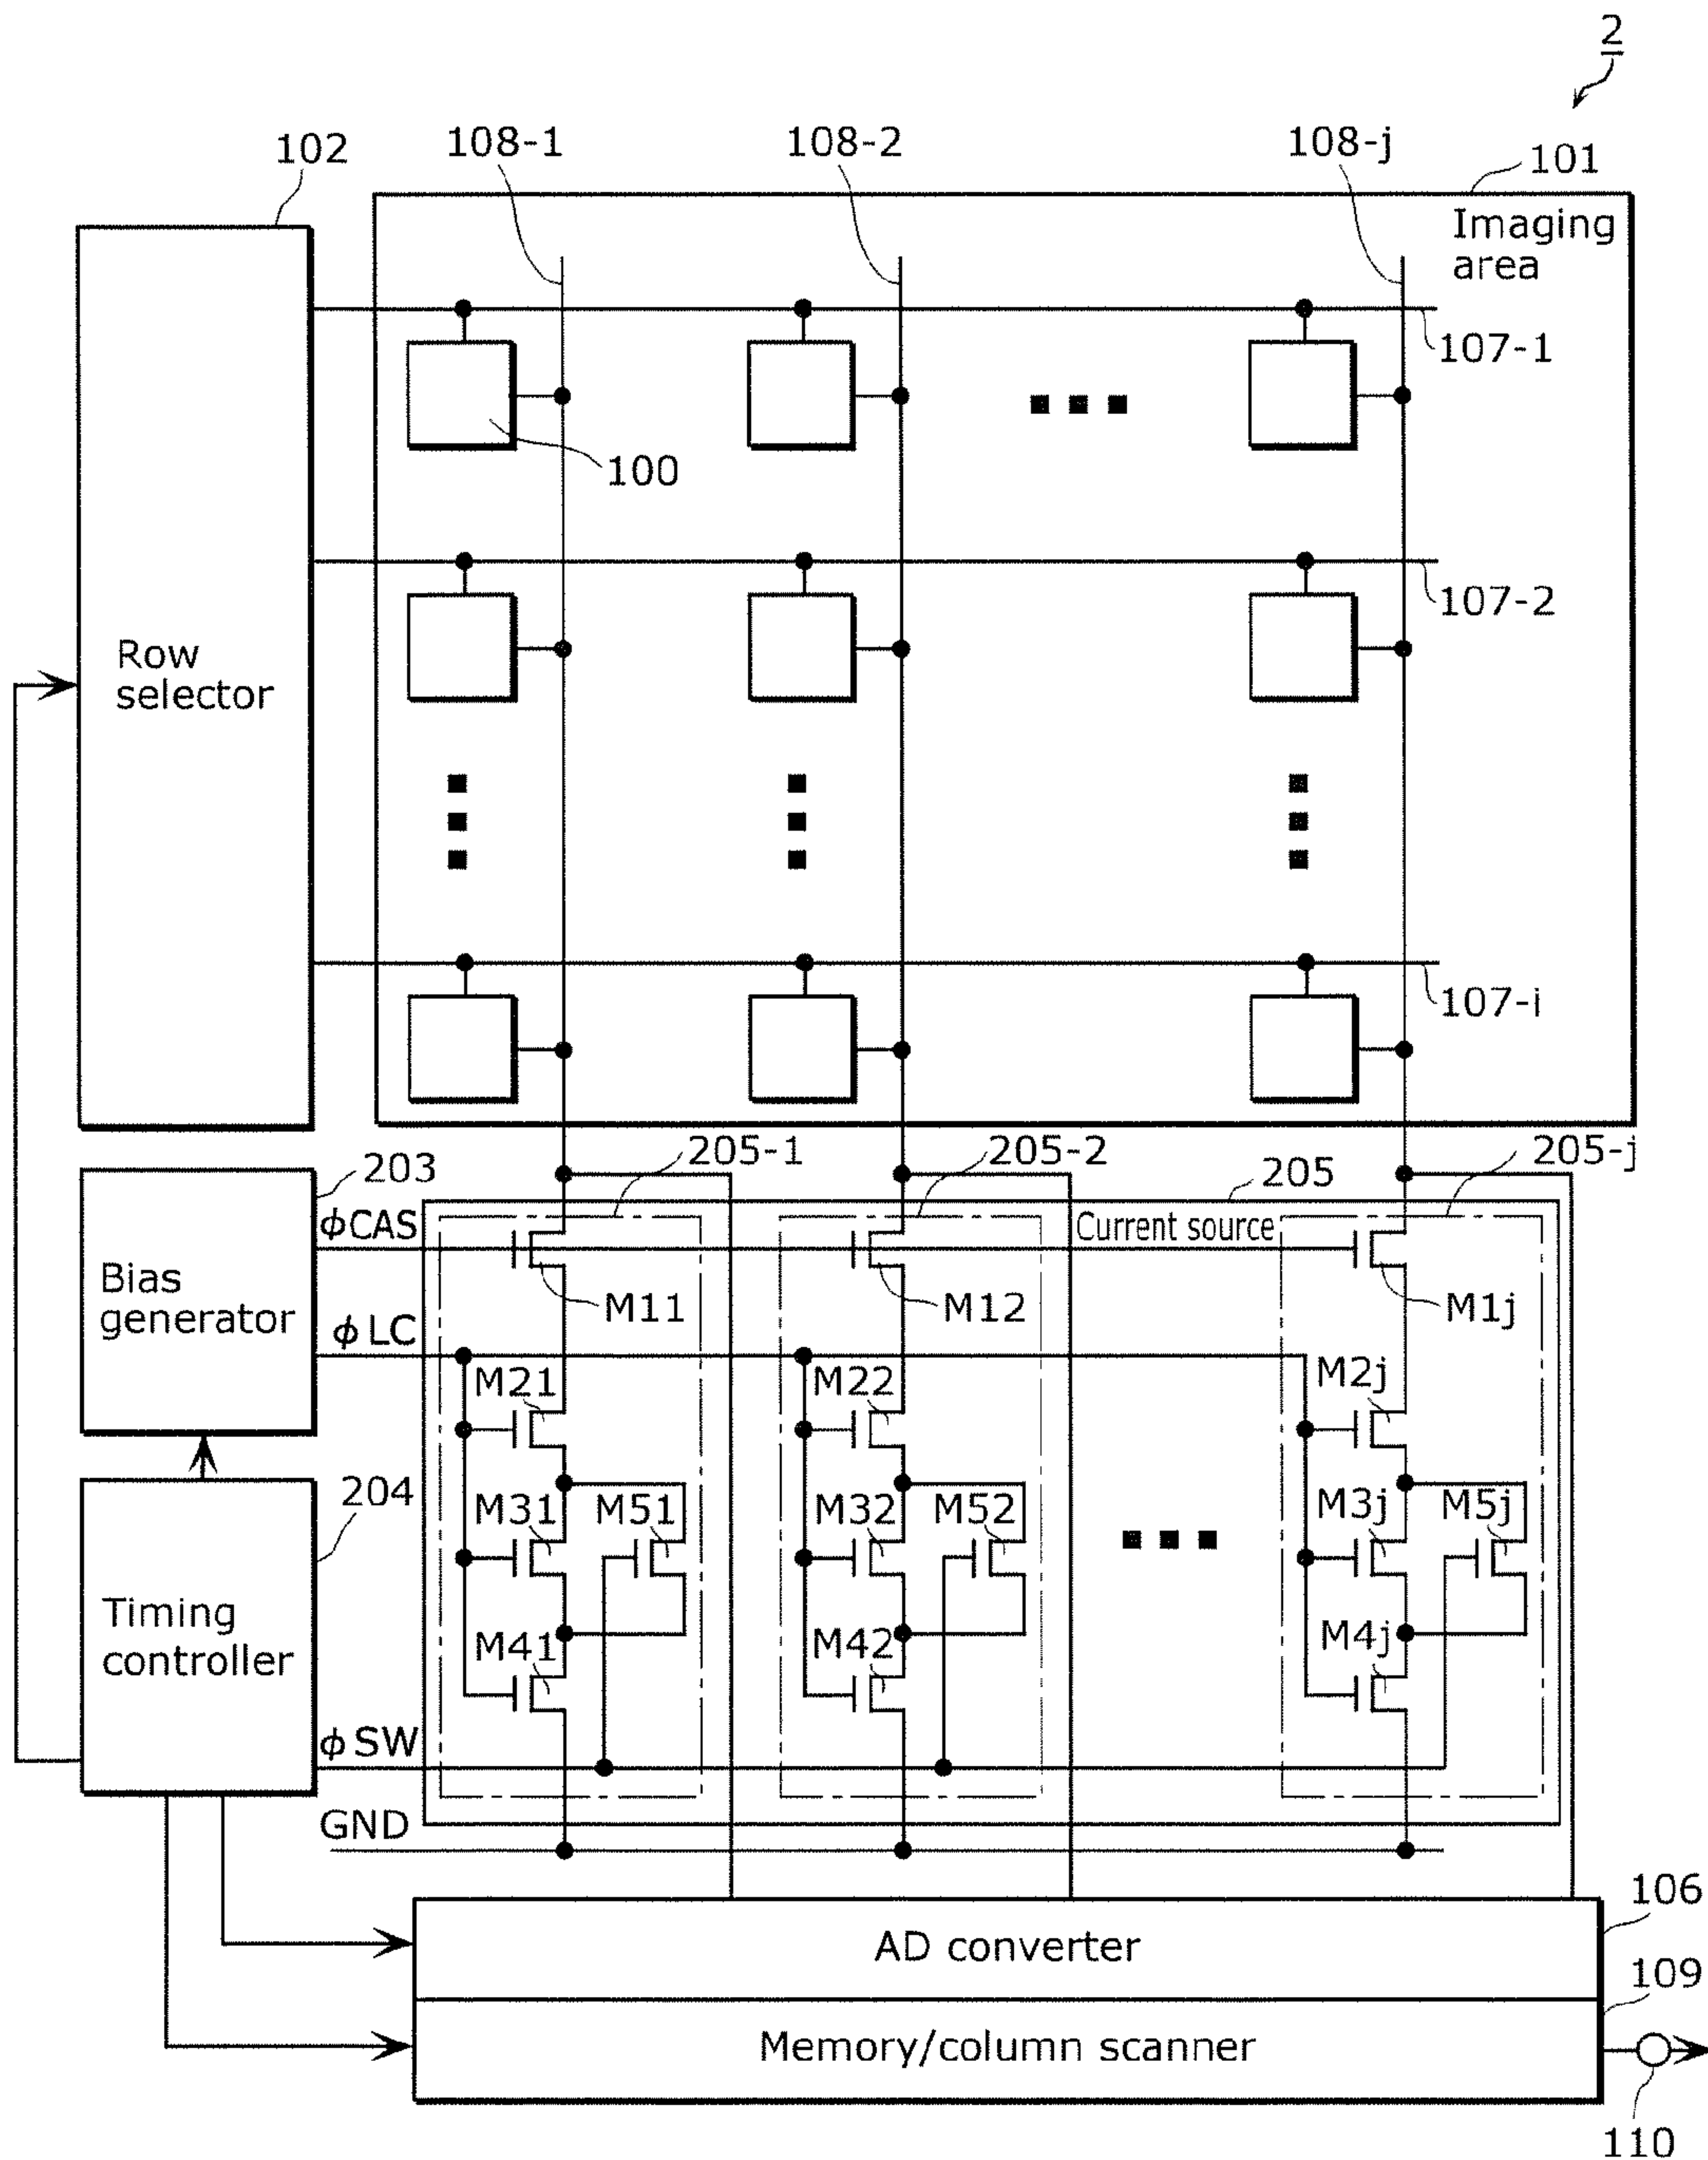 2
102
108-1
108-2
108-j
101
Imaging
area
107-1
100
107-2
Row
selector
107-i
205-1
205-2
205
205-j
203
ϕCAS
Current source
Bias
generator
M11
M12
M1j
ϕLC
M21
M22
M2j
204
M31
M51
M32
M52
M3j
M5j
Timing
controller
M41
M42
M4j
ϕSW
GND
106
AD converter
109
Memory/column scanner
110